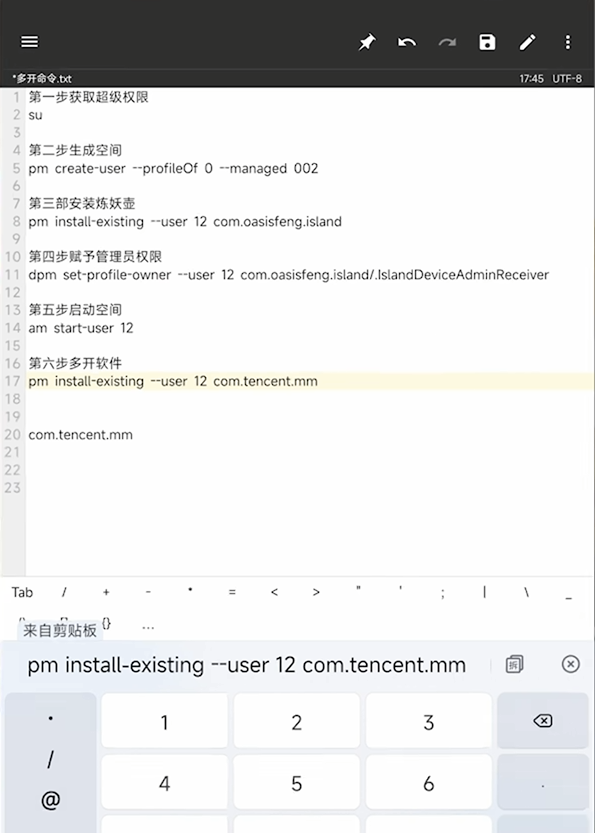 *多开命令.txt 17:45 UTF-8
1 第一步获取超级权限
2 su
3
4 第二步生成空间
5 pm create-user --profileOf 0 --managed 002
6
7 第三部安装炼妖壶
8 pm install-existing --user 12 com.oasisfeng.island
9
10 第四步赋予管理员权限
11 dpm set-profile-owner --user 12 com.oasisfeng.island/.IslandDeviceAdminReceiver
12
13 第五步启动空间
14 am start-user 12
15
16 第六步多开软件
17 pm install-existing --user 12 com.tencent.mm
18
19
20 com.tencent.mm
21
22
23
Tab / + - * = < > " ' ; | \ _
{} ...
来自剪贴板
pm install-existing --user 12 com.tencent.mm 拆
. 1 2 3
/ 4 5 6 .
@